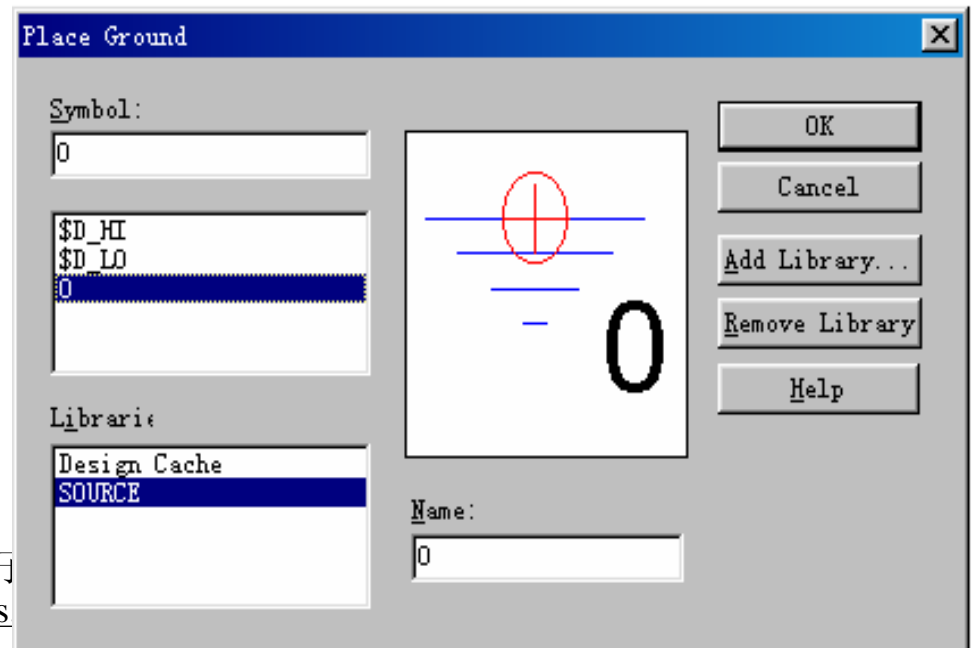 Place Ground
Symbol:
0
$D_HI
$D_LO
0
Librarie
Design Cache
SOURCE
0
Name:
0
OK
Cancel
Add Library...
Remove Library
Help
s